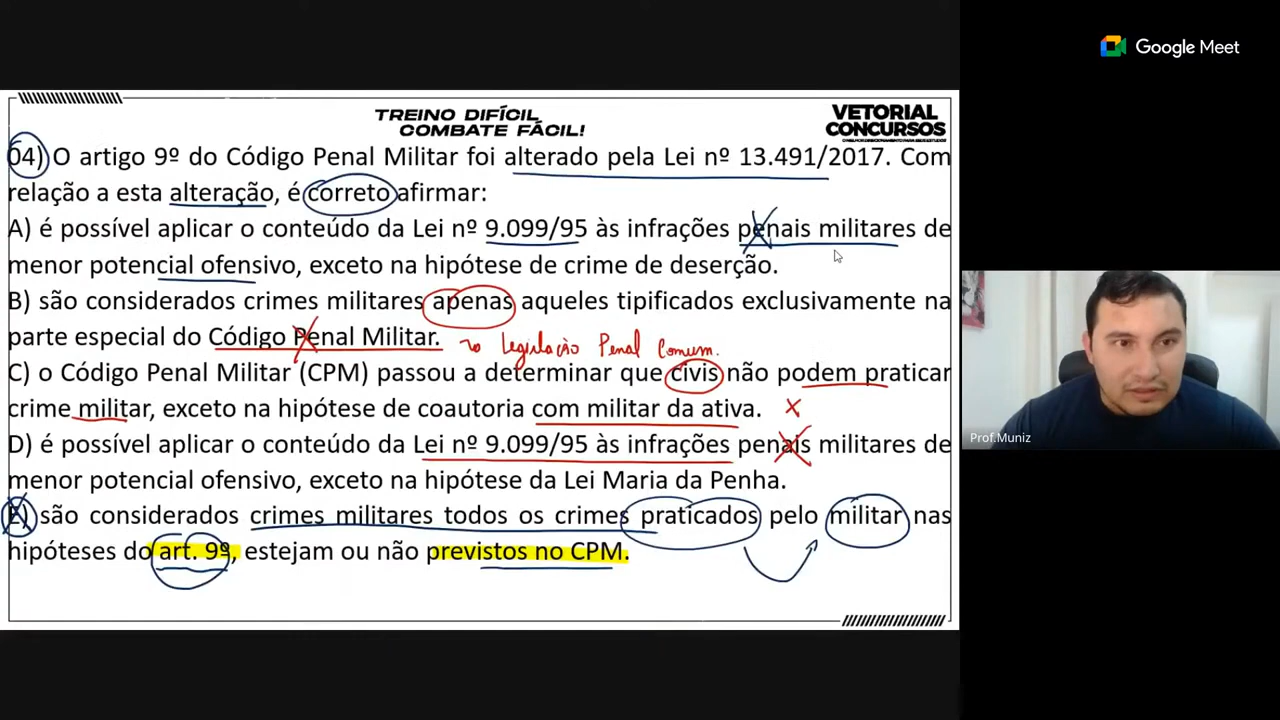 Google Meet
TREINO DIFÍCIL
COMBATE FÁCIL!
VETORIAL
CONCURSOS
04) O artigo 9º do Código Penal Militar foi alterado pela Lei nº 13.491/2017. Com
relação a esta alteração, é correto afirmar:
A) é possível aplicar o conteúdo da Lei nº 9.099/95 às infrações penais militares de
menor potencial ofensivo, exceto na hipótese de crime de deserção.
B) são considerados crimes militares apenas aqueles tipificados exclusivamente na
parte especial do Código Penal Militar.
Legislação Penal Comum.
C) o Código Penal Militar (CPM) passou a determinar que civis não podem praticar
crime militar, exceto na hipótese de coautoria com militar da ativa. x
D) é possível aplicar o conteúdo da Lei nº 9.099/95 às infrações penais militares de
menor potencial ofensivo, exceto na hipótese da Lei Maria da Penha.
E) são considerados crimes militares todos os crimes praticados pelo militar nas
hipóteses do art. 9º, estejam ou não previstos no CPM.
Prof.Muniz